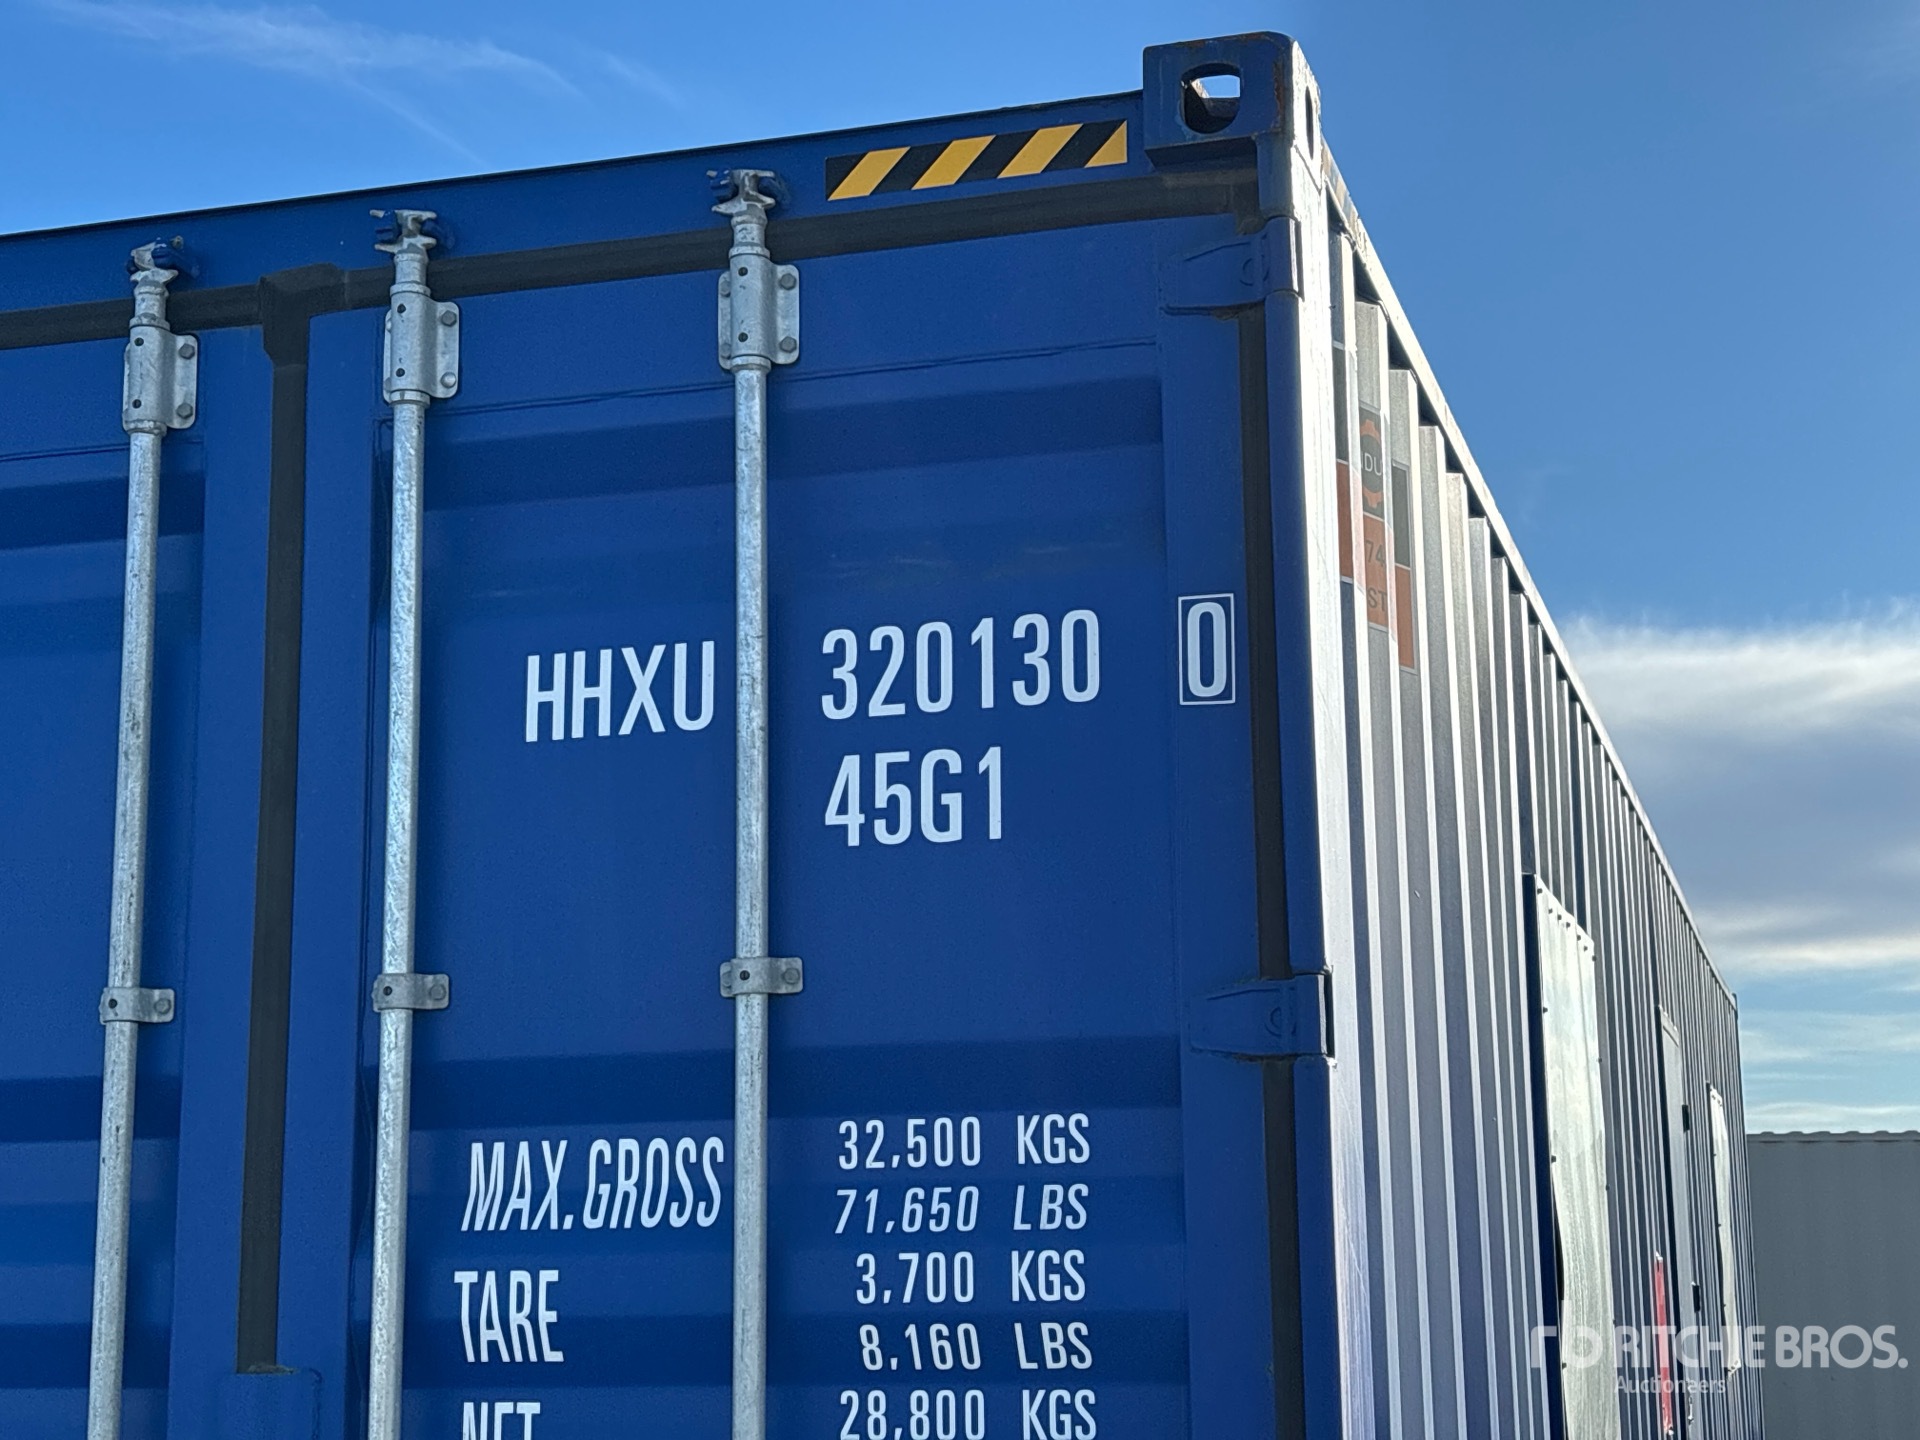 HHXU 320130 0
45G1
MAX.GROSS 32,500 KGS
71,650 LBS
TARE 3,700 KGS
8,160 LBS
NET 28,800 KGS
RITCHIE BROS.
Auctioneers